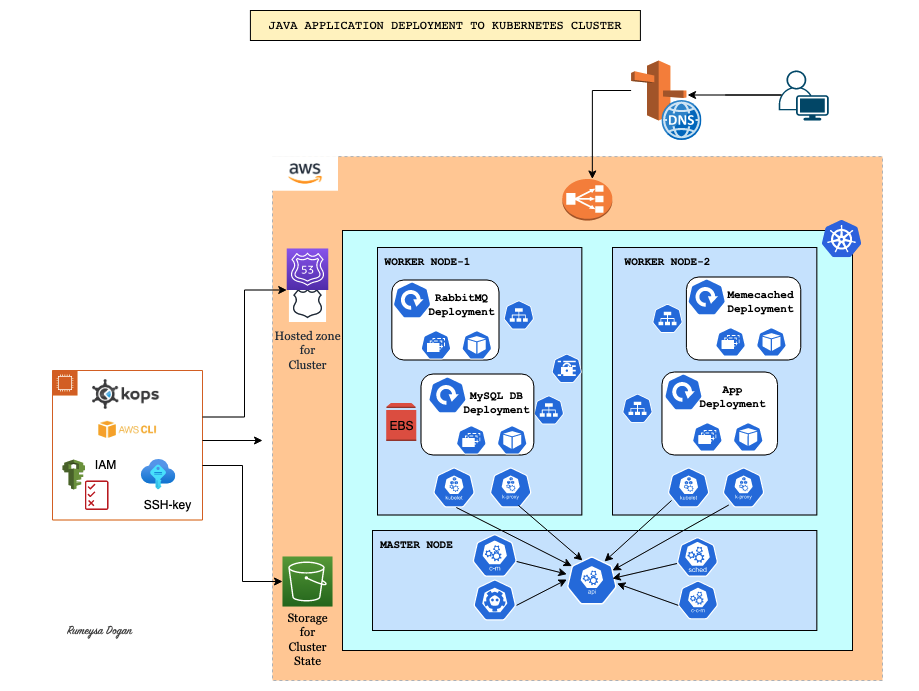 JAVA APPLICATION DEPLOYMENT TO KUBERNETES CLUSTER
DNS
aws
53
Hosted zone
for
Cluster
WORKER NODE-1
RabbitMQ
Deployment
MySQL DB
Deployment
EBS
kubelet
k-proxy
WORKER NODE-2
Memecached
Deployment
App
Deployment
kubelet
k-proxy
kops
AWS CLI
IAM
SSH-key
MASTER NODE
c-m
api
sched
c-c-m
Storage
for
Cluster
State
Rumeysa Dogan